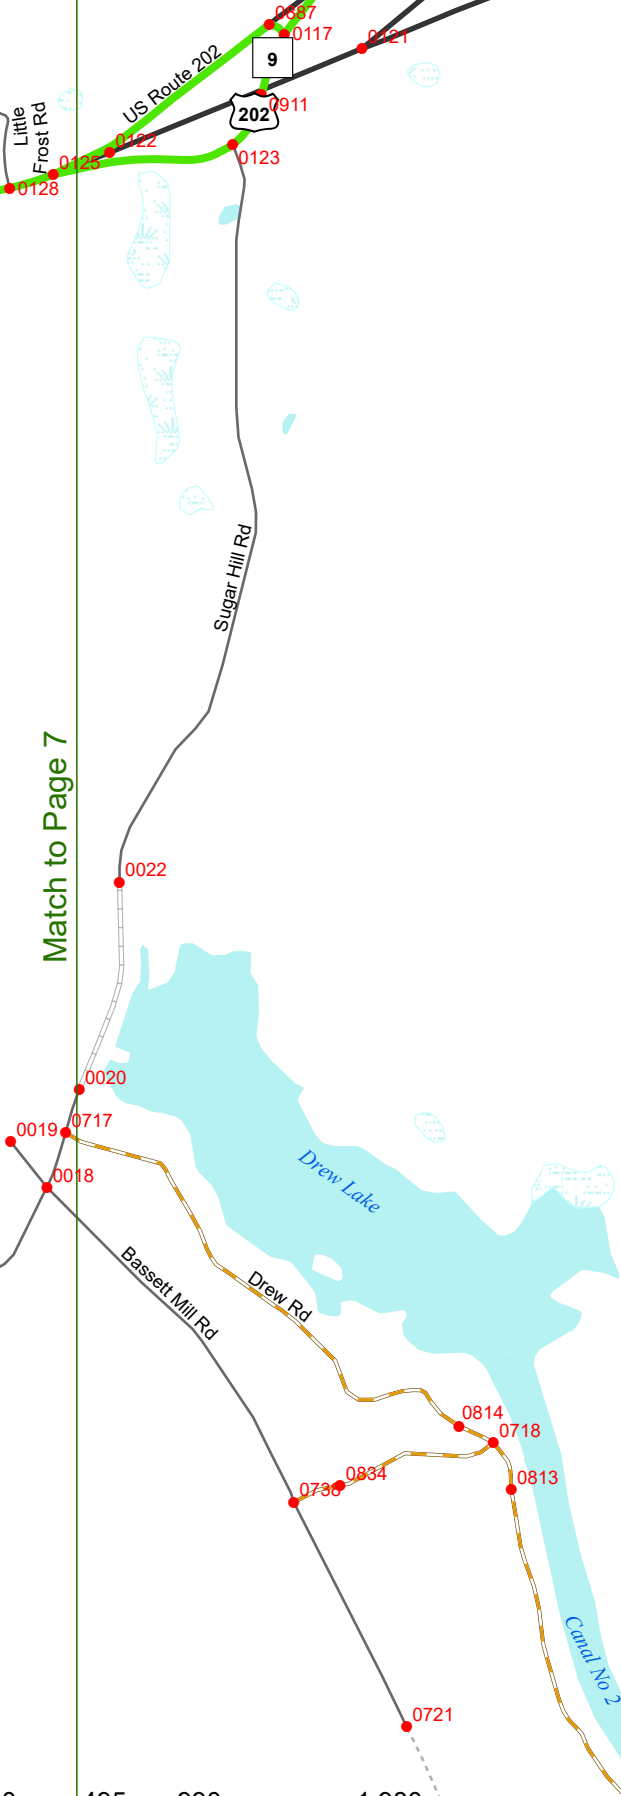 0687
0117
0121
9
US Route 202
0911
202
Little
Frost Rd
0122
0123
0125
0128
Sugar Hill Rd
Match to Page 7
0022
0020
0717
0019
0018
Drew Lake
Bassett Mill Rd
Drew Rd
0814
0718
0834
0738
0813
Canal No 2
0721